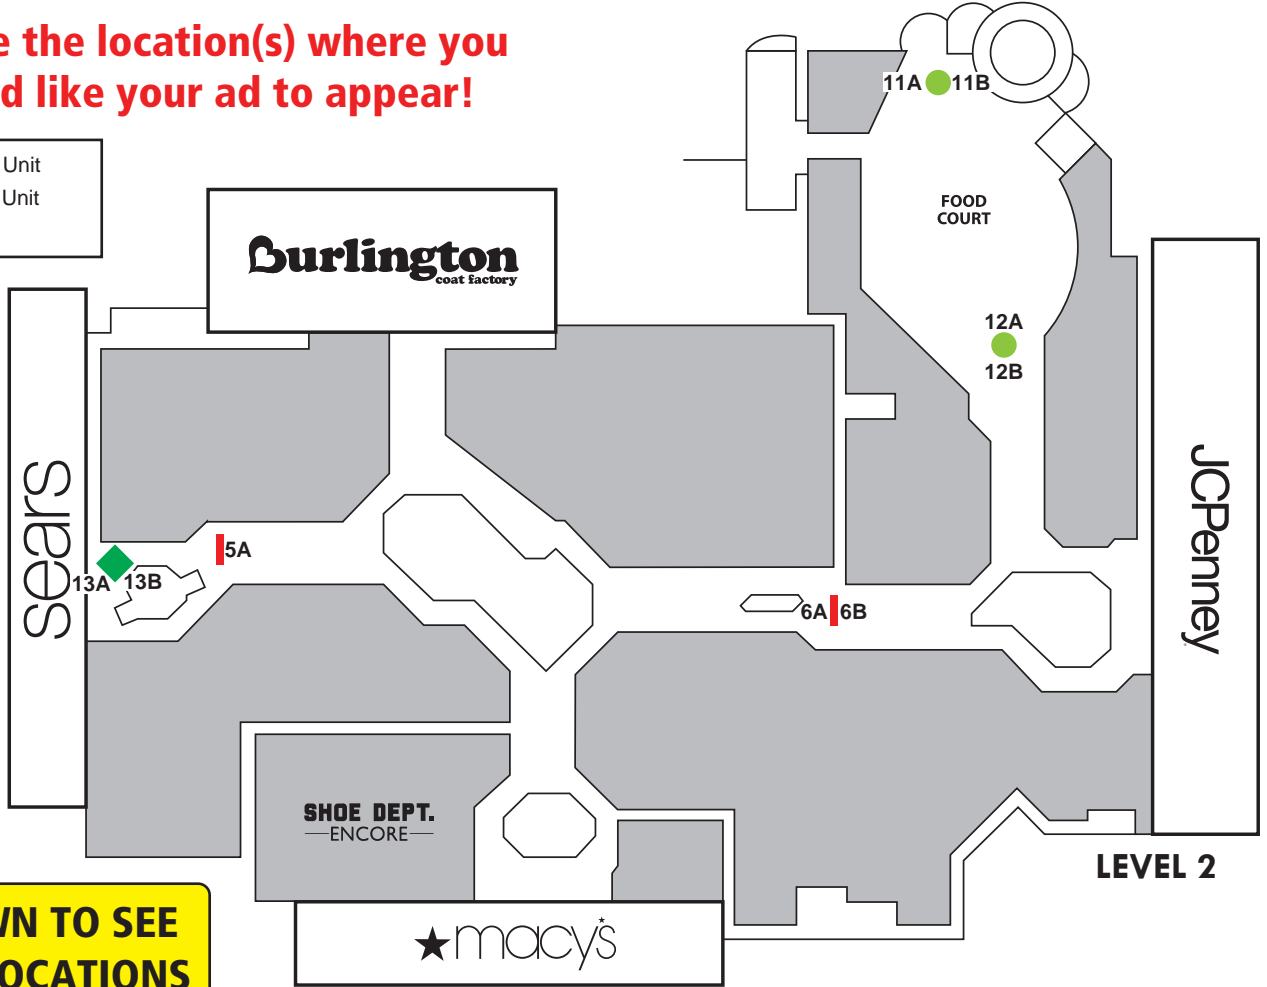 e the location(s) where you
d like your ad to appear!
Unit
Unit
11A
11B
FOOD
COURT
Burlington
coat factory
12A
12B
sears
JCPenney
5A
13A
13B
6A
6B
SHOE DEPT.
ENCORE
LEVEL 2
WN TO SEE
OCATIONS
macy's